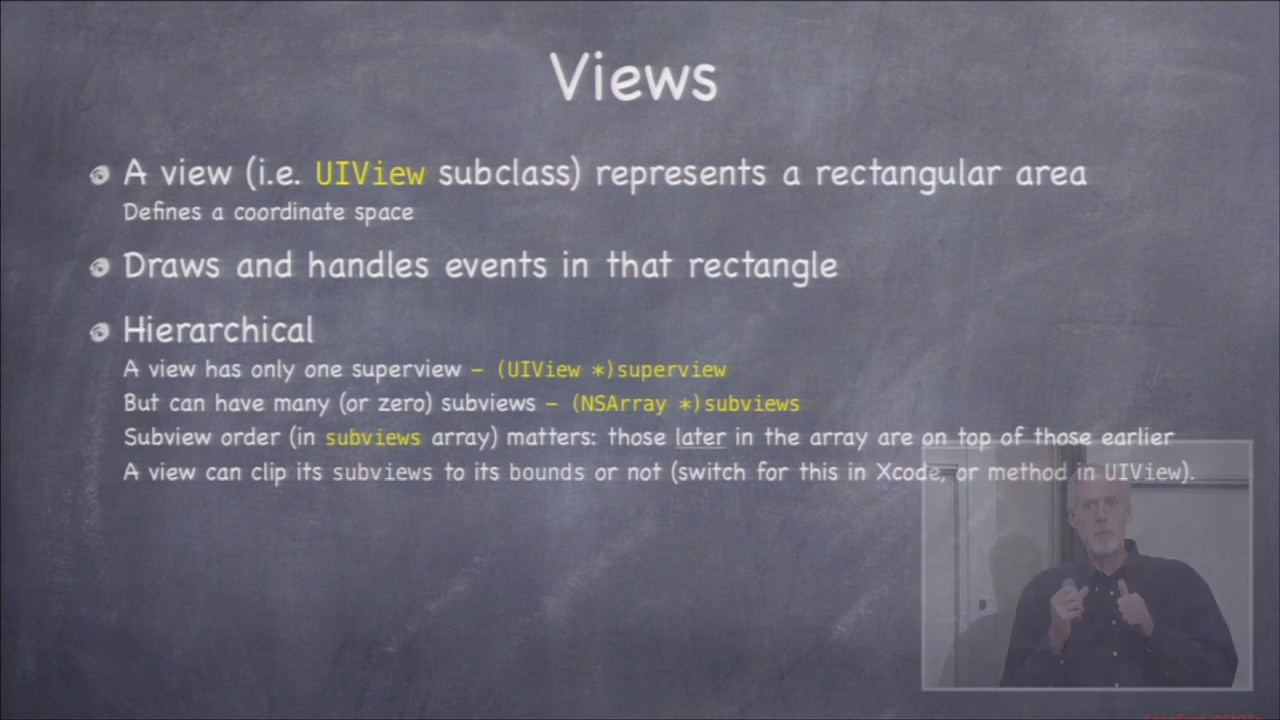 Views
A view (i.e. UIView subclass) represents a rectangular area
Defines a coordinate space
Draws and handles events in that rectangle
Hierarchical
A view has only one superview – (UIView *)superview
But can have many (or zero) subviews – (NSArray *)subviews
Subview order (in subviews array) matters: those later in the array are on top of those earlier
A view can clip its subviews to its bounds or not (switch for this in Xcode, or method in UIView).